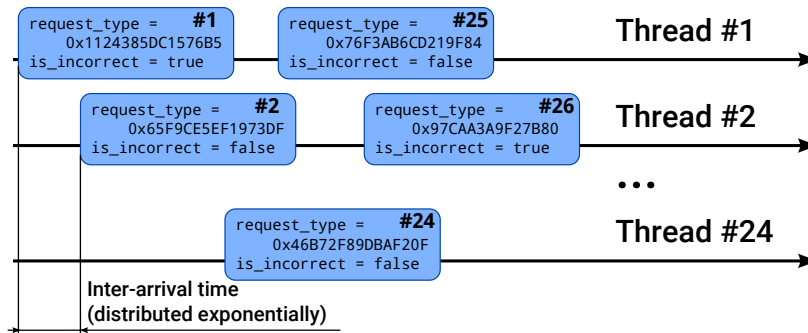 request_type = #1
0x1124385DC1576B5
is_incorrect = true
request_type = #25
0x76F3AB6CD219F84
is_incorrect = false
Thread #1
request_type = #2
0x65F9CE5EF1973DF
is_incorrect = false
request_type = #26
0x97CAA3A9F27B80
is_incorrect = true
Thread #2
...
request_type = #24
0x46B72F89DBAF20F
is_incorrect = false
Thread #24
Inter-arrival time
(distributed exponentially)